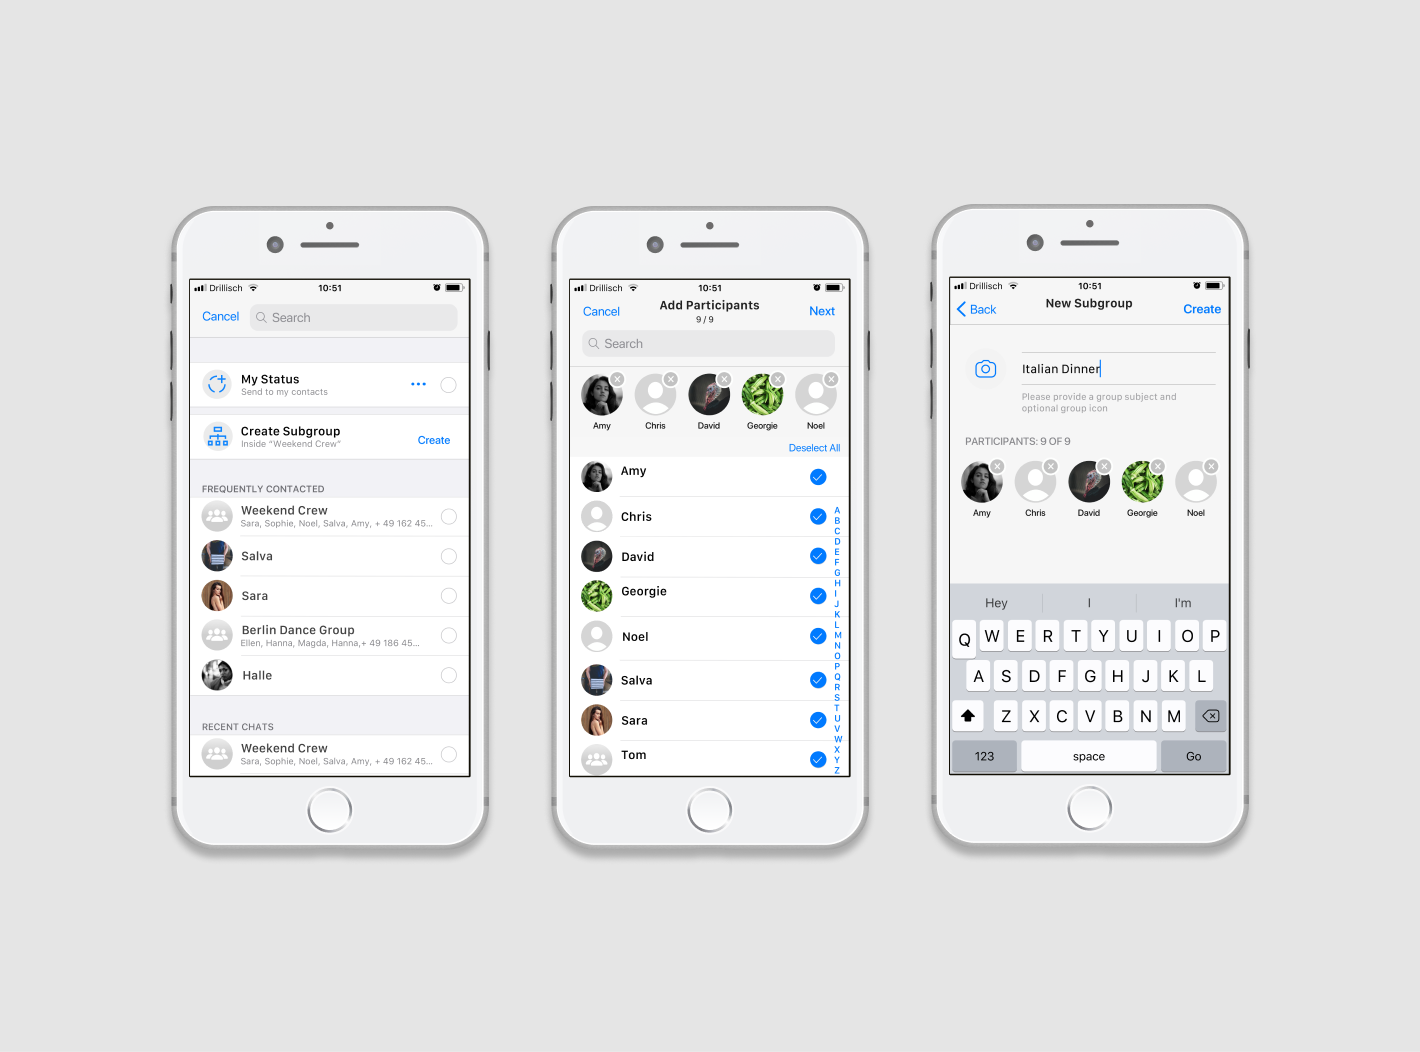 Drillisch 10:51
Cancel Search
My Status
Send to my contacts
Create Subgroup
Inside “Weekend Crew”
Create
FREQUENTLY CONTACTED
Weekend Crew
Sara, Sophie, Noel, Salva, Amy, + 49 162 45...
Salva
Sara
Berlin Dance Group
Ellen, Hanna, Magda, Hanna,+ 49 186 45...
Halle
RECENT CHATS
Weekend Crew
Sara, Sophie, Noel, Salva, Amy, + 49 162 45...
Drillisch 10:51
Cancel Add Participants Next
9 / 9
Search
Amy Chris David Georgie Noel
Deselect All
Amy
Chris
David
Georgie
Noel
Salva
Sara
Tom
A
B
C
D
E
F
G
H
I
J
K
L
M
N
O
P
Q
R
S
T
U
V
W
X
Y
Z
Drillisch 10:51
Back New Subgroup Create
Italian Dinner
Please provide a group subject and
optional group icon
PARTICIPANTS: 9 OF 9
Amy Chris David Georgie Noel
Hey I I'm
Q W E R T Y U I O P
A S D F G H J K L
Z X C V B N M
123 space Go